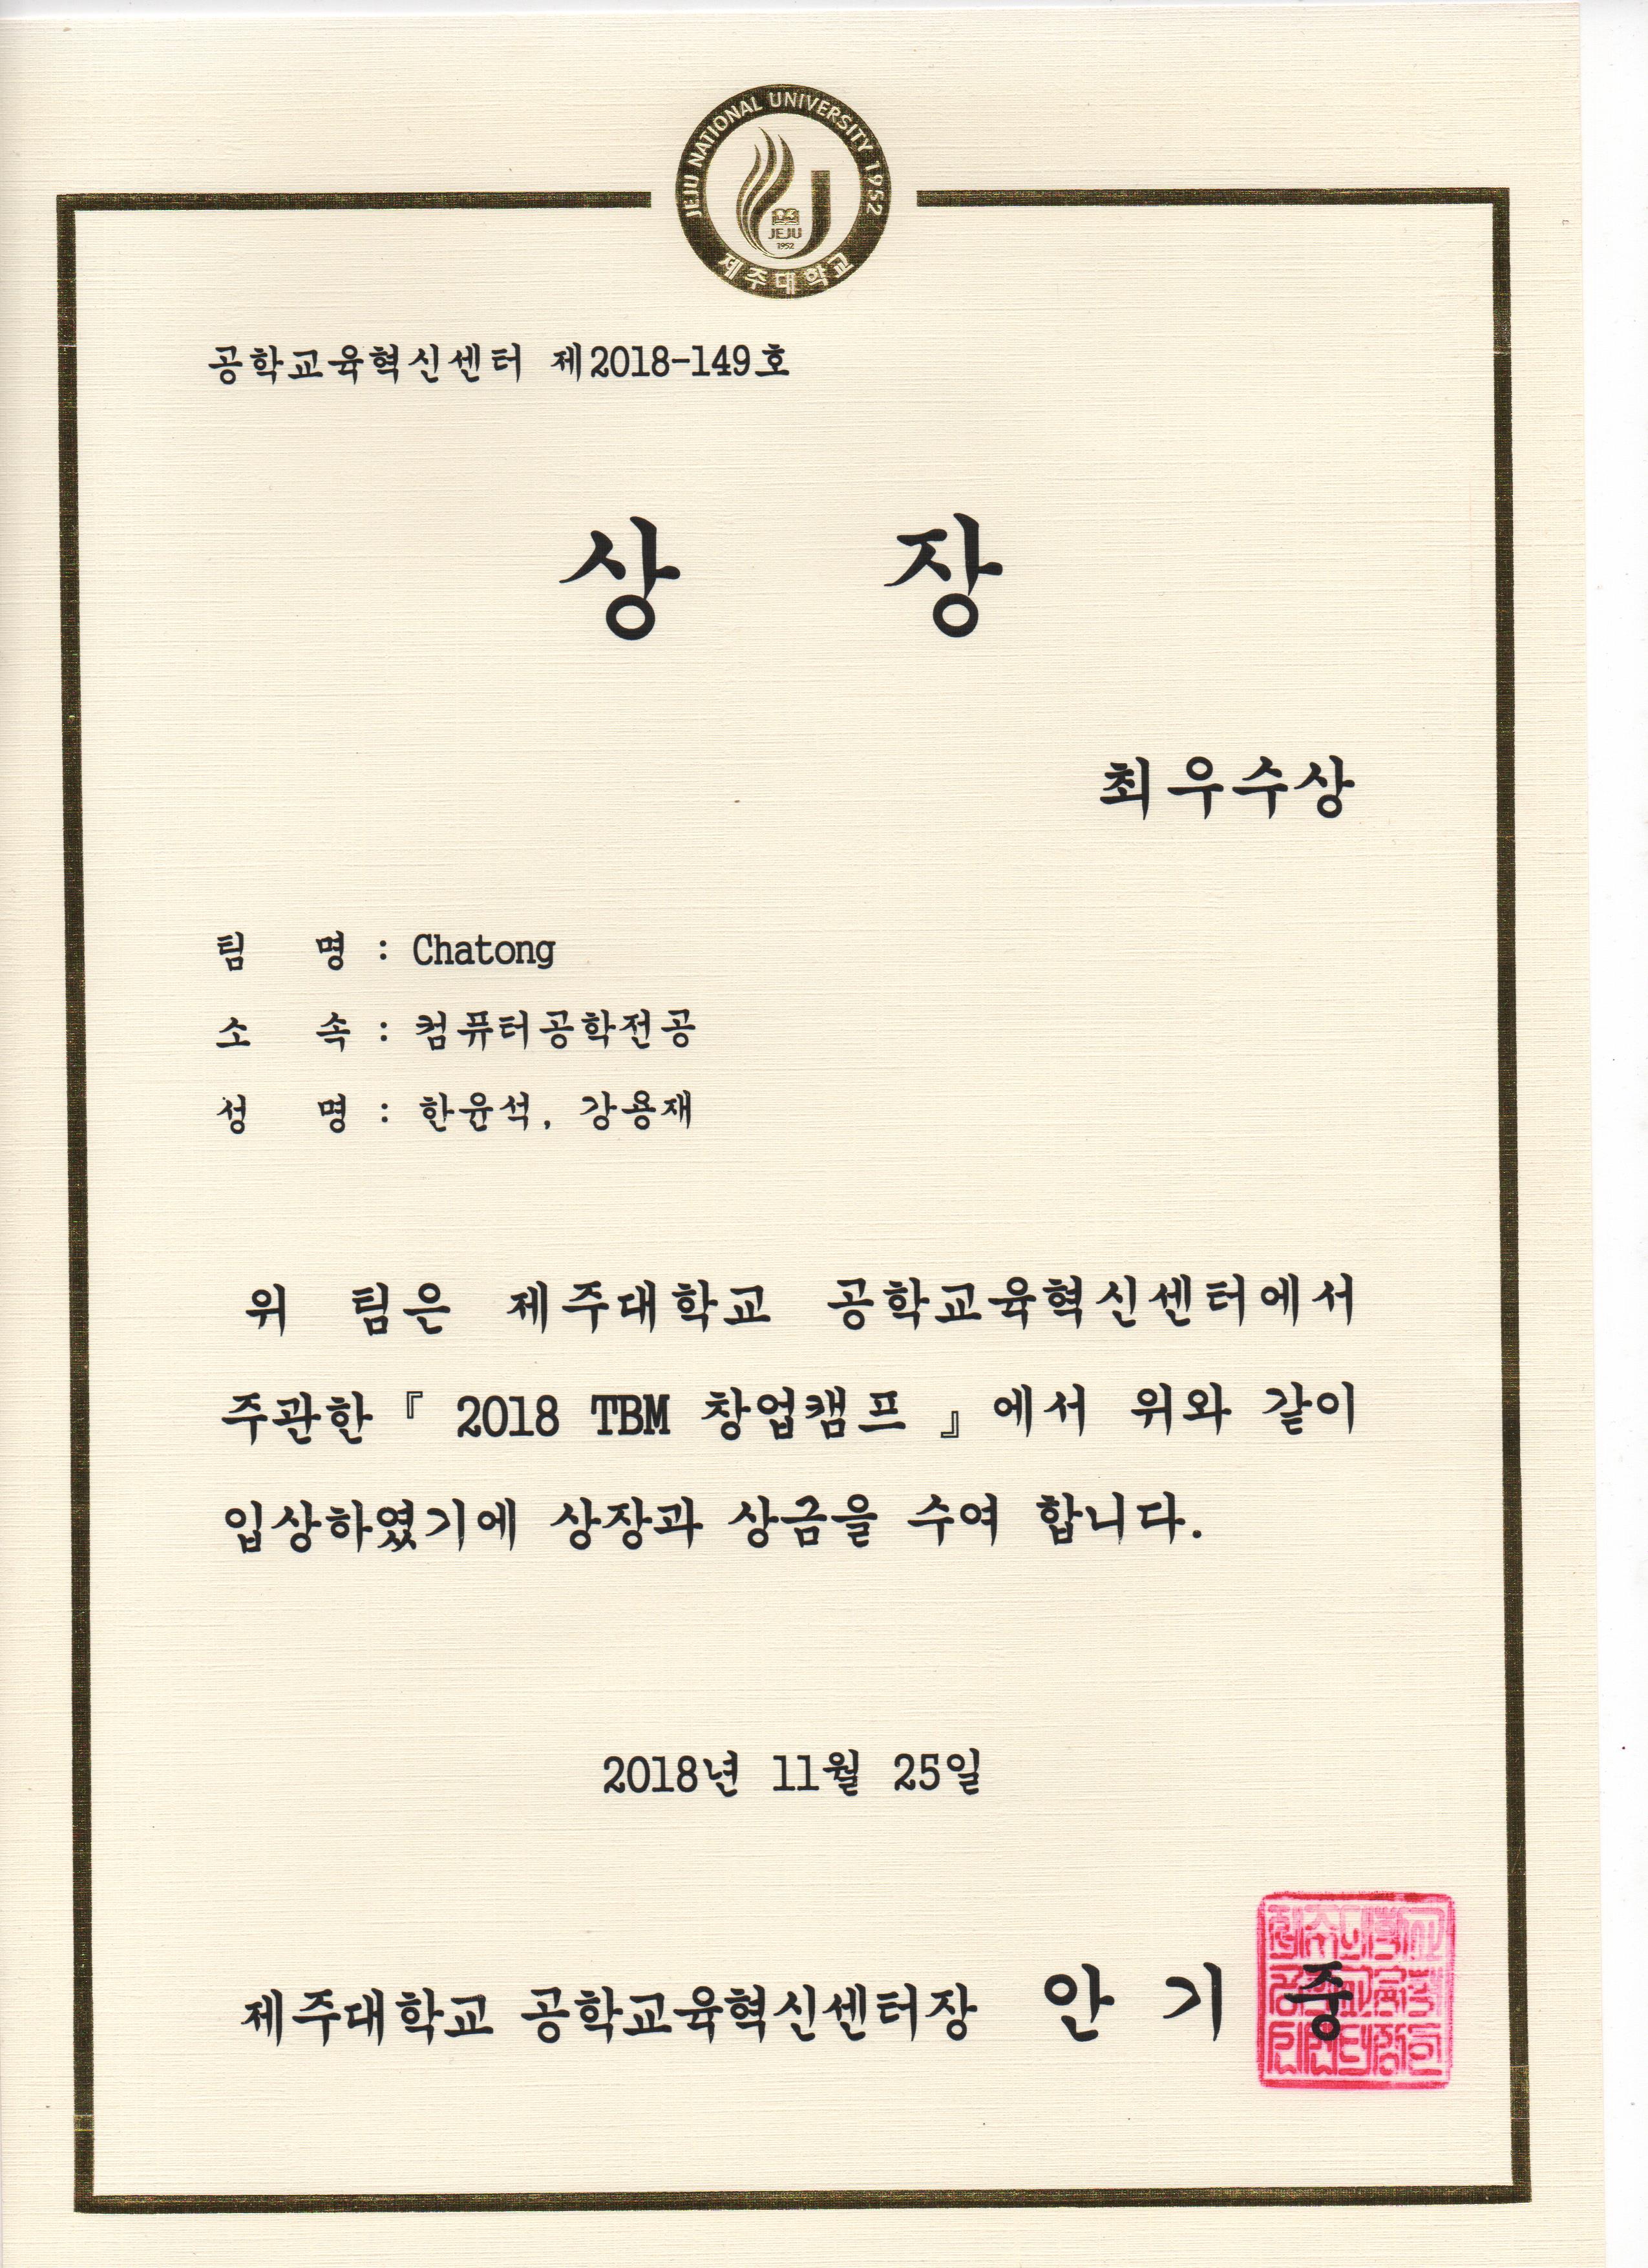 JEJU NATIONAL UNIVERSITY 1952
JEJU
1952
제주대학교
공학교육혁신센터 제2018-149호
상 장
최우수상
팀 명 : Chatong
소 속 : 컴퓨터공학전공
성 명 : 한윤석, 강용재
위 팀은 제주대학교 공학교육혁신센터에서
주관한『 2018 TBM 창업캠프 』에서 위와 같이
입상하였기에 상장과 상금을 수여 합니다.
2018년 11월 25일
제주대학교 공학교육혁신센터장 안 기 중